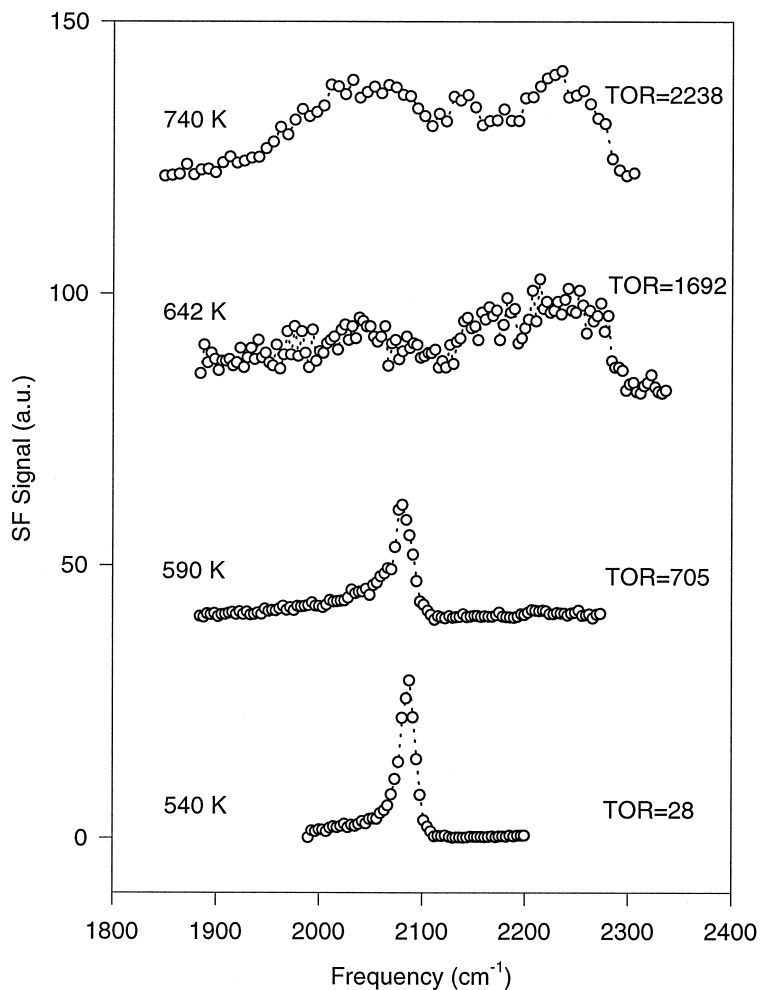 150
740 K
TOR=2238
100
642 K
TOR=1692
SF Signal (a.u.)
50
590 K
TOR=705
540 K
TOR=28
0
1800 1900 2000 2100 2200 2300 2400
Frequency (cm⁻¹)